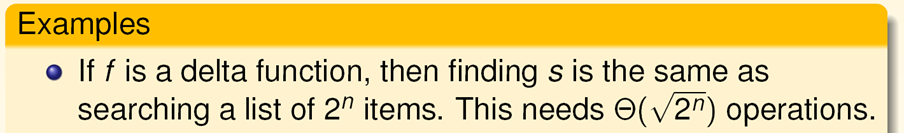 Examples
If f is a delta function, then finding s is the same as
searching a list of 2ⁿ items. This needs Θ(√2ⁿ) operations.